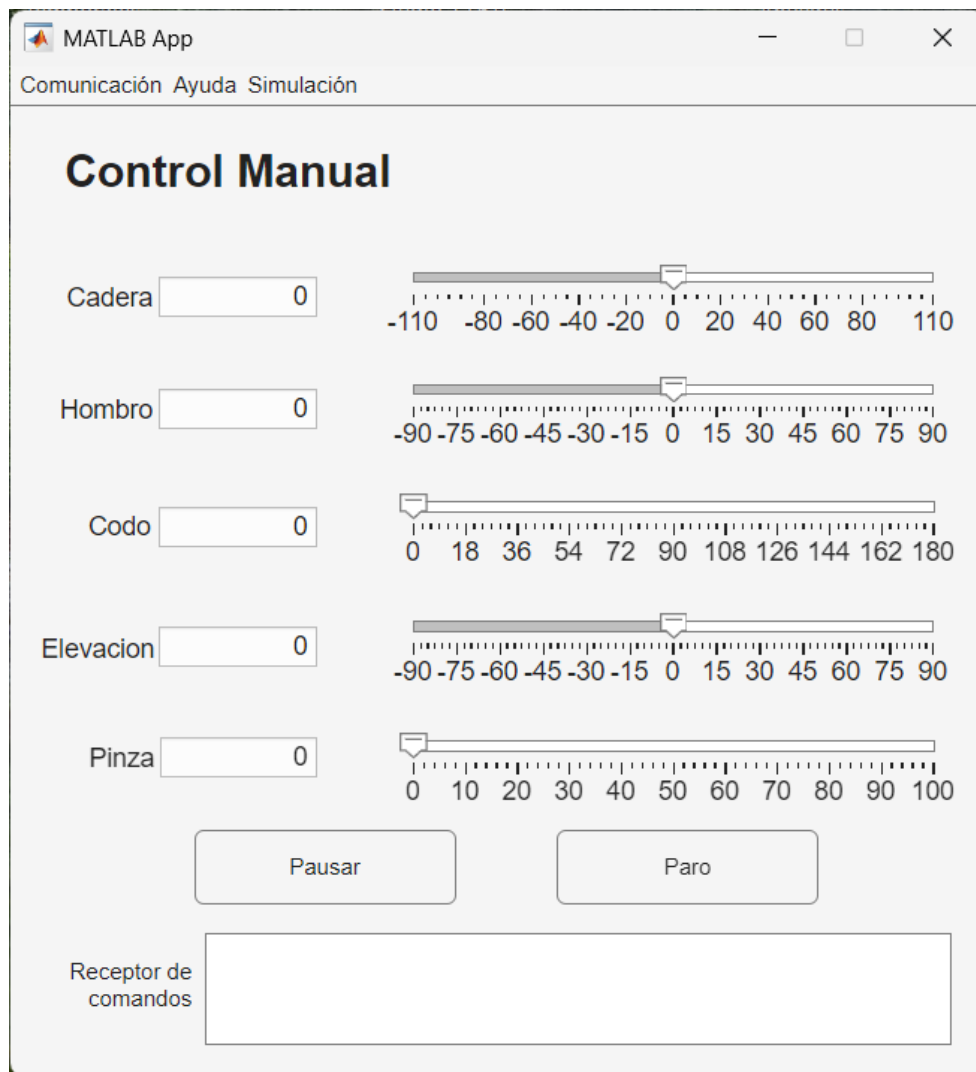 MATLAB App
Comunicación Ayuda Simulación
Control Manual
Cadera 0
-110 -80 -60 -40 -20 0 20 40 60 80 110
Hombro 0
-90 -75 -60 -45 -30 -15 0 15 30 45 60 75 90
Codo 0
0 18 36 54 72 90 108 126 144 162 180
Elevacion 0
-90 -75 -60 -45 -30 -15 0 15 30 45 60 75 90
Pinza 0
0 10 20 30 40 50 60 70 80 90 100
Pausar Paro
Receptor de
comandos